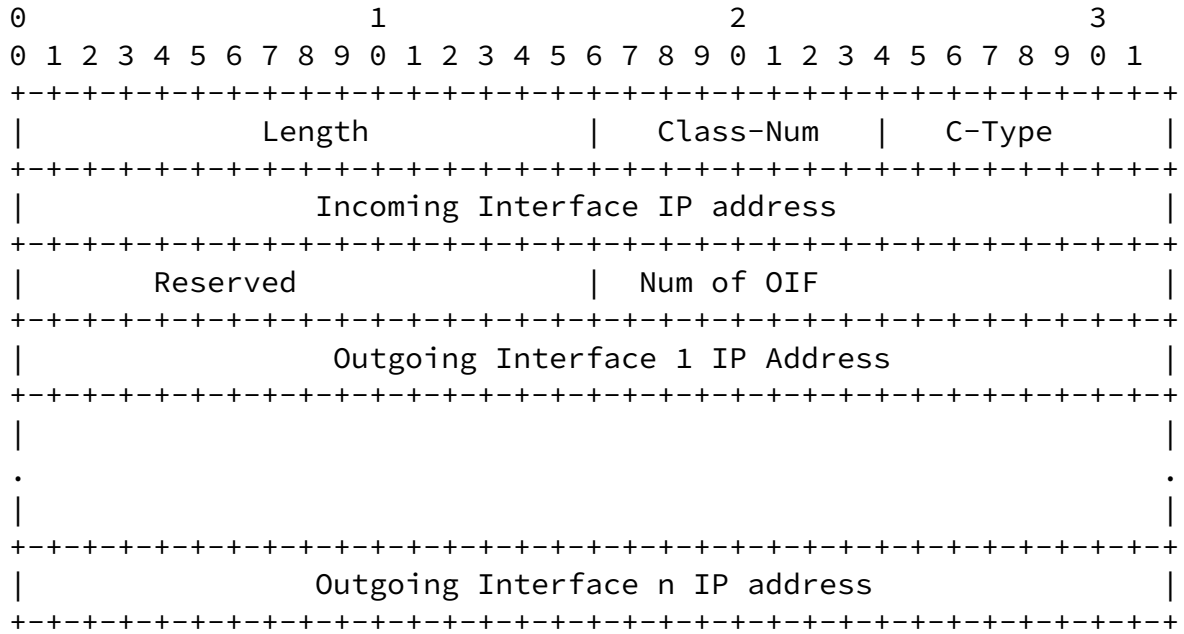 0                   1                   2                   3
0 1 2 3 4 5 6 7 8 9 0 1 2 3 4 5 6 7 8 9 0 1 2 3 4 5 6 7 8 9 0 1
+-+-+-+-+-+-+-+-+-+-+-+-+-+-+-+-+-+-+-+-+-+-+-+-+-+-+-+-+-+-+-+-+
|             Length            |   Class-Num   |   C-Type      |
+-+-+-+-+-+-+-+-+-+-+-+-+-+-+-+-+-+-+-+-+-+-+-+-+-+-+-+-+-+-+-+-+
|                Incoming Interface IP address                  |
+-+-+-+-+-+-+-+-+-+-+-+-+-+-+-+-+-+-+-+-+-+-+-+-+-+-+-+-+-+-+-+-+
|       Reserved                |  Num of OIF                   |
+-+-+-+-+-+-+-+-+-+-+-+-+-+-+-+-+-+-+-+-+-+-+-+-+-+-+-+-+-+-+-+-+
|                 Outgoing Interface 1 IP Address               |
+-+-+-+-+-+-+-+-+-+-+-+-+-+-+-+-+-+-+-+-+-+-+-+-+-+-+-+-+-+-+-+-+
|                                                               |
.                                                               .
|                                                               |
+-+-+-+-+-+-+-+-+-+-+-+-+-+-+-+-+-+-+-+-+-+-+-+-+-+-+-+-+-+-+-+-+
|                Outgoing Interface n IP address                |
+-+-+-+-+-+-+-+-+-+-+-+-+-+-+-+-+-+-+-+-+-+-+-+-+-+-+-+-+-+-+-+-+